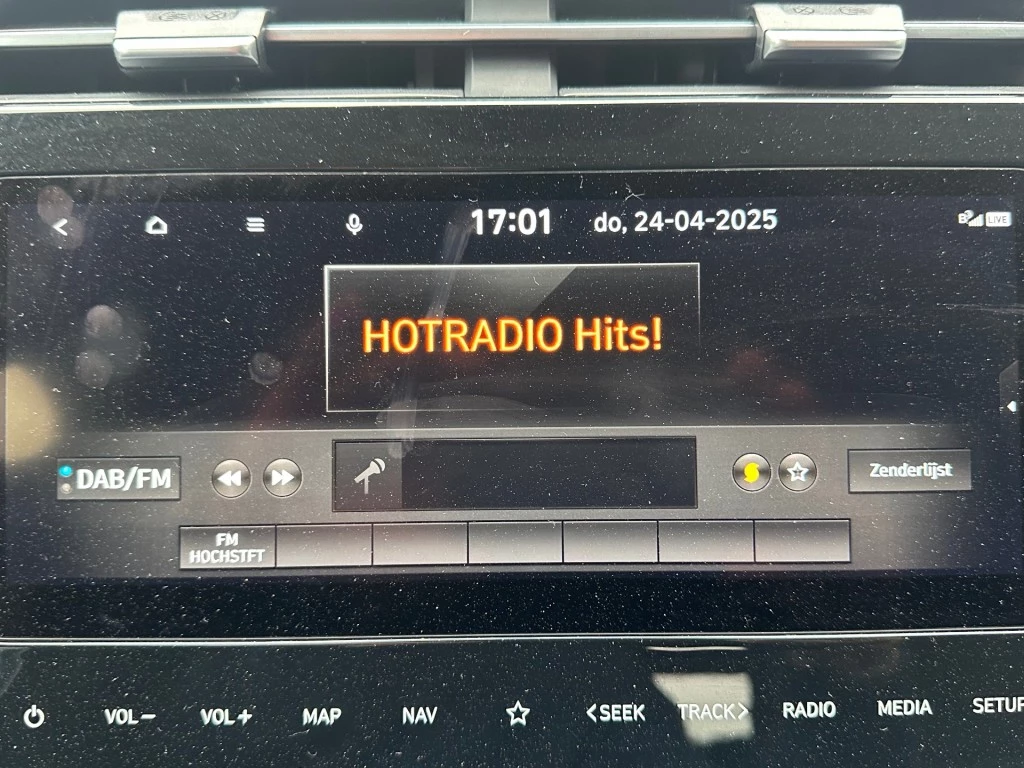 17:01 do, 24-04-2025
LIVE
HOTRADIO Hits!
DAB/FM
Zenderlijst
FM
HOCHSTFT
VOL− VOL+ MAP NAV <SEEK TRACK> RADIO MEDIA SETUP